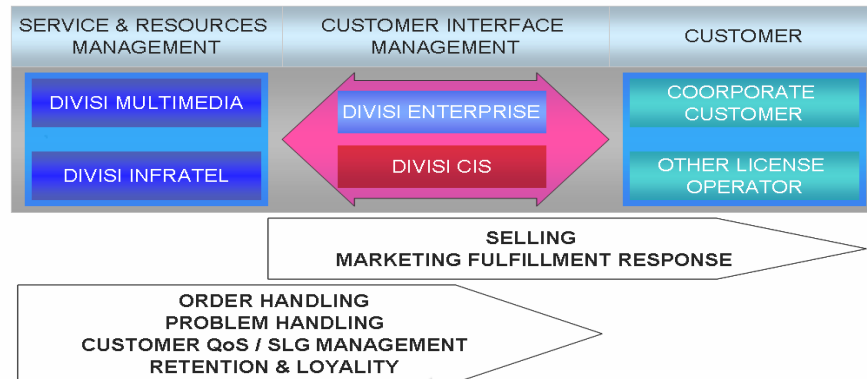 SERVICE & RESOURCES
MANAGEMENT
CUSTOMER INTERFACE
MANAGEMENT
CUSTOMER
DIVISI MULTIMEDIA
DIVISI INFRATEL
DIVISI ENTERPRISE
DIVISI CIS
COORPORATE
CUSTOMER
OTHER LICENSE
OPERATOR
SELLING
MARKETING FULFILLMENT RESPONSE
ORDER HANDLING
PROBLEM HANDLING
CUSTOMER QoS / SLG MANAGEMENT
RETENTION & LOYALITY